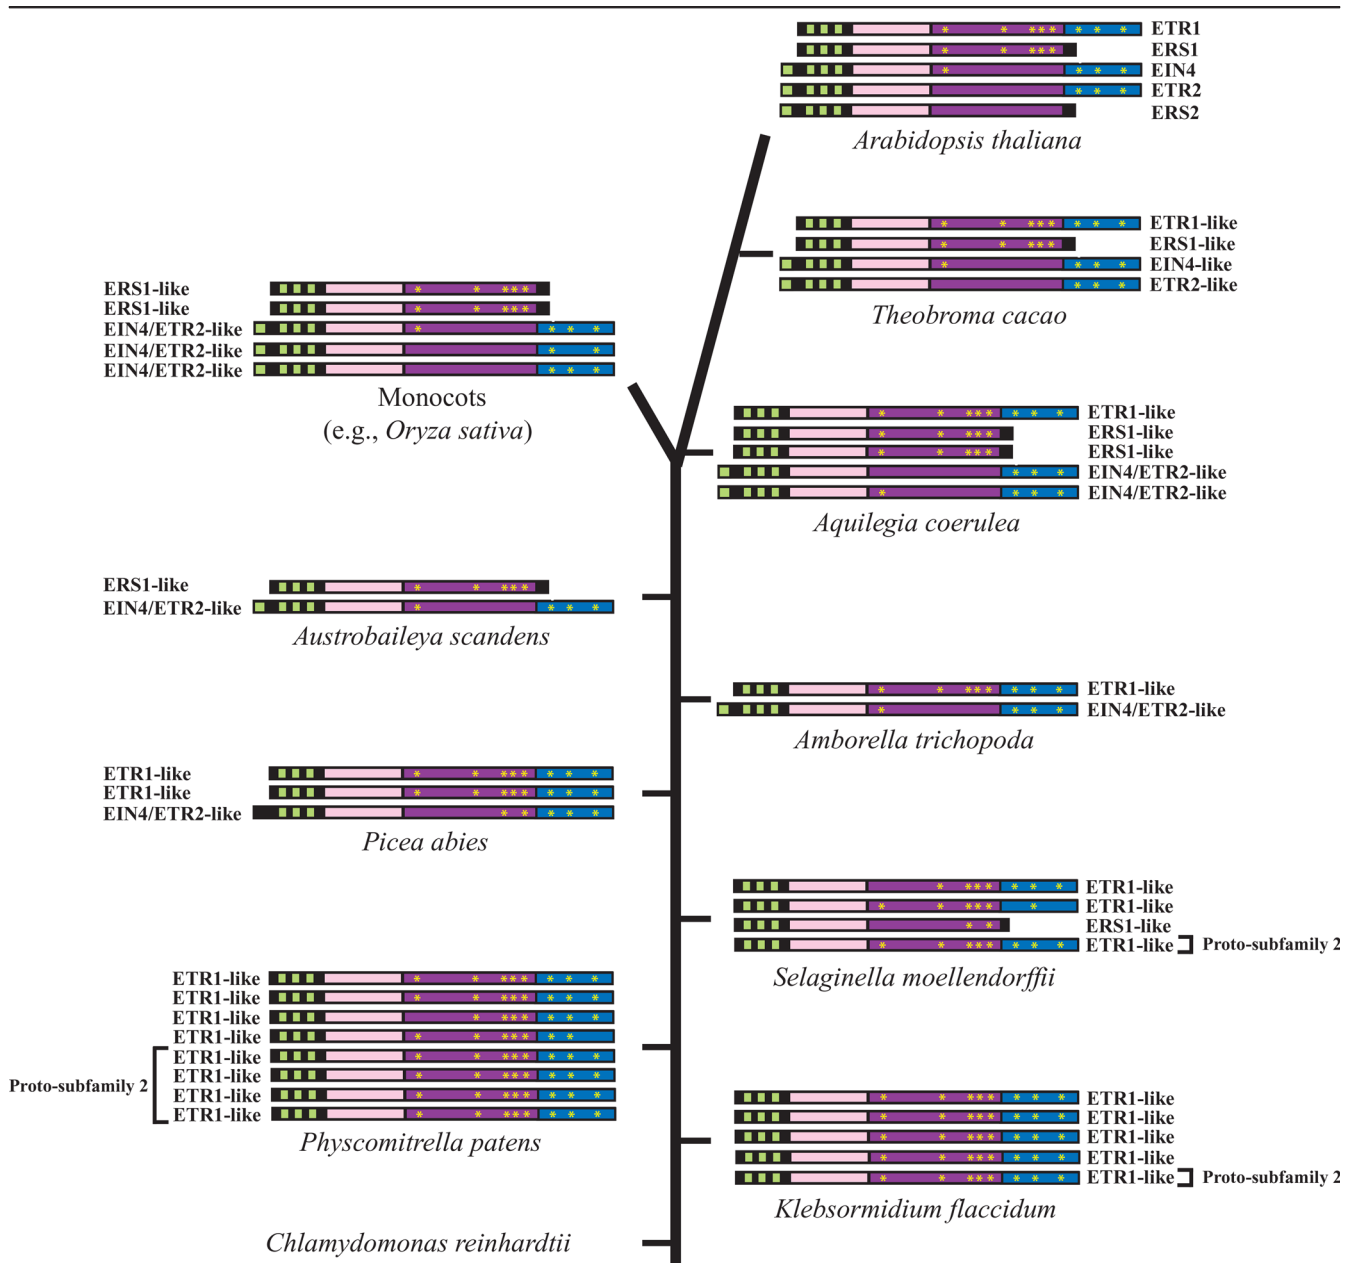 ETR1
ERS1
EIN4
ETR2
ERS2
Arabidopsis thaliana
ETR1-like
ERS1-like
EIN4-like
ETR2-like
Theobroma cacao
ERS1-like
ERS1-like
EIN4/ETR2-like
EIN4/ETR2-like
EIN4/ETR2-like
Monocots
(e.g., Oryza sativa)
ETR1-like
ERS1-like
ERS1-like
EIN4/ETR2-like
EIN4/ETR2-like
Aquilegia coerulea
ERS1-like
EIN4/ETR2-like
Austrobaileya scandens
ETR1-like
EIN4/ETR2-like
Amborella trichopoda
ETR1-like
ETR1-like
EIN4/ETR2-like
Picea abies
ETR1-like
ETR1-like
ERS1-like
ETR1-like Proto-subfamily 2
Selaginella moellendorffii
ETR1-like
ETR1-like
ETR1-like
ETR1-like
ETR1-like
ETR1-like
ETR1-like
ETR1-like
Proto-subfamily 2
Physcomitrella patens
ETR1-like
ETR1-like
ETR1-like
ETR1-like
ETR1-like Proto-subfamily 2
Klebsormidium flaccidum
Chlamydomonas reinhardtii